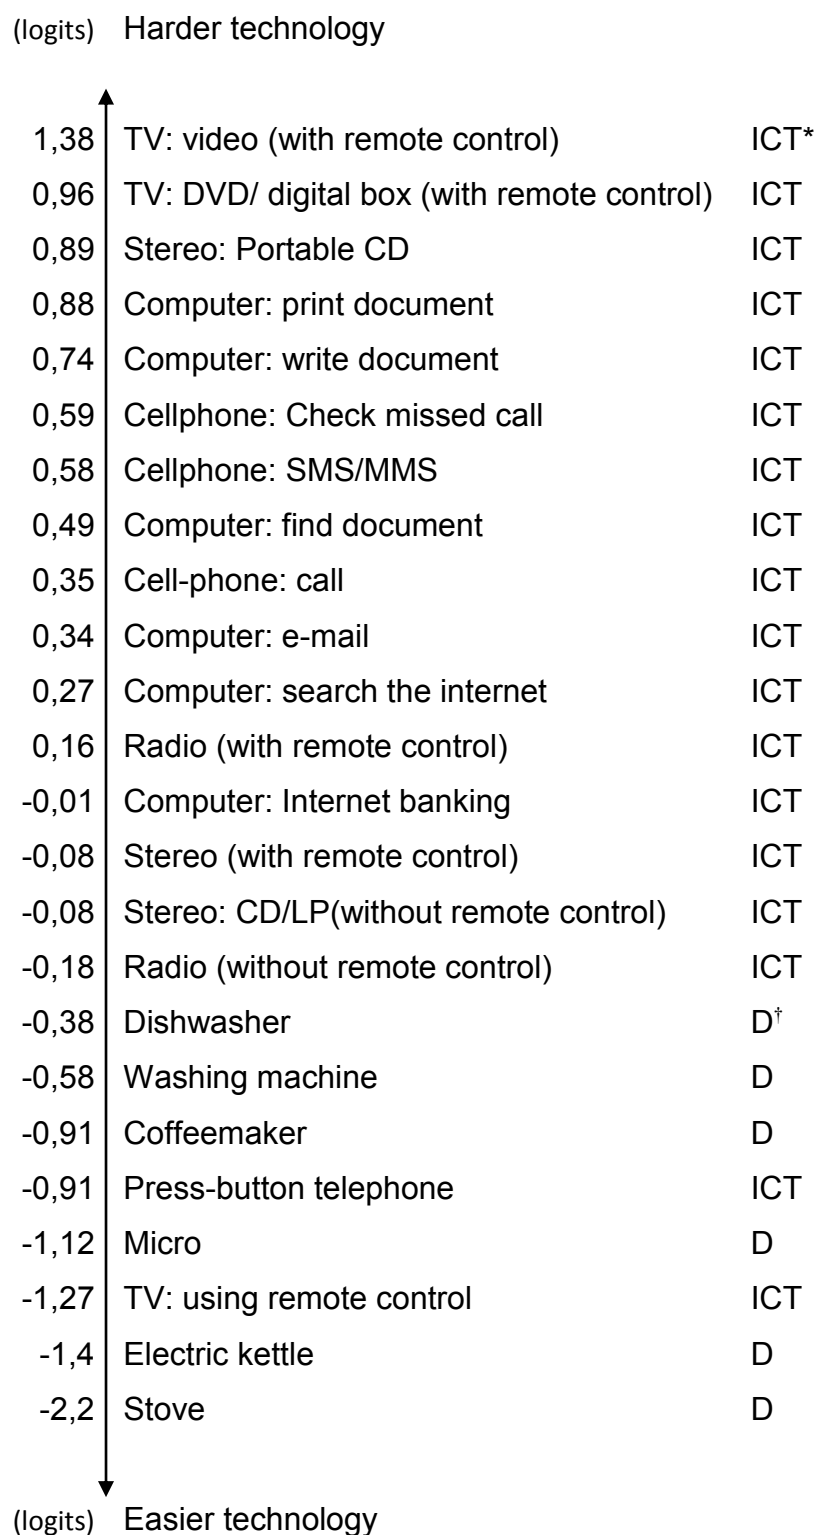 (logits) Harder technology
1,38 TV: video (with remote control) ICT*
0,96 TV: DVD/ digital box (with remote control) ICT
0,89 Stereo: Portable CD ICT
0,88 Computer: print document ICT
0,74 Computer: write document ICT
0,59 Cellphone: Check missed call ICT
0,58 Cellphone: SMS/MMS ICT
0,49 Computer: find document ICT
0,35 Cell-phone: call ICT
0,34 Computer: e-mail ICT
0,27 Computer: search the internet ICT
0,16 Radio (with remote control) ICT
-0,01 Computer: Internet banking ICT
-0,08 Stereo (with remote control) ICT
-0,08 Stereo: CD/LP(without remote control) ICT
-0,18 Radio (without remote control) ICT
-0,38 Dishwasher D†
-0,58 Washing machine D
-0,91 Coffeemaker D
-0,91 Press-button telephone ICT
-1,12 Micro D
-1,27 TV: using remote control ICT
-1,4 Electric kettle D
-2,2 Stove D
(logits) Easier technology